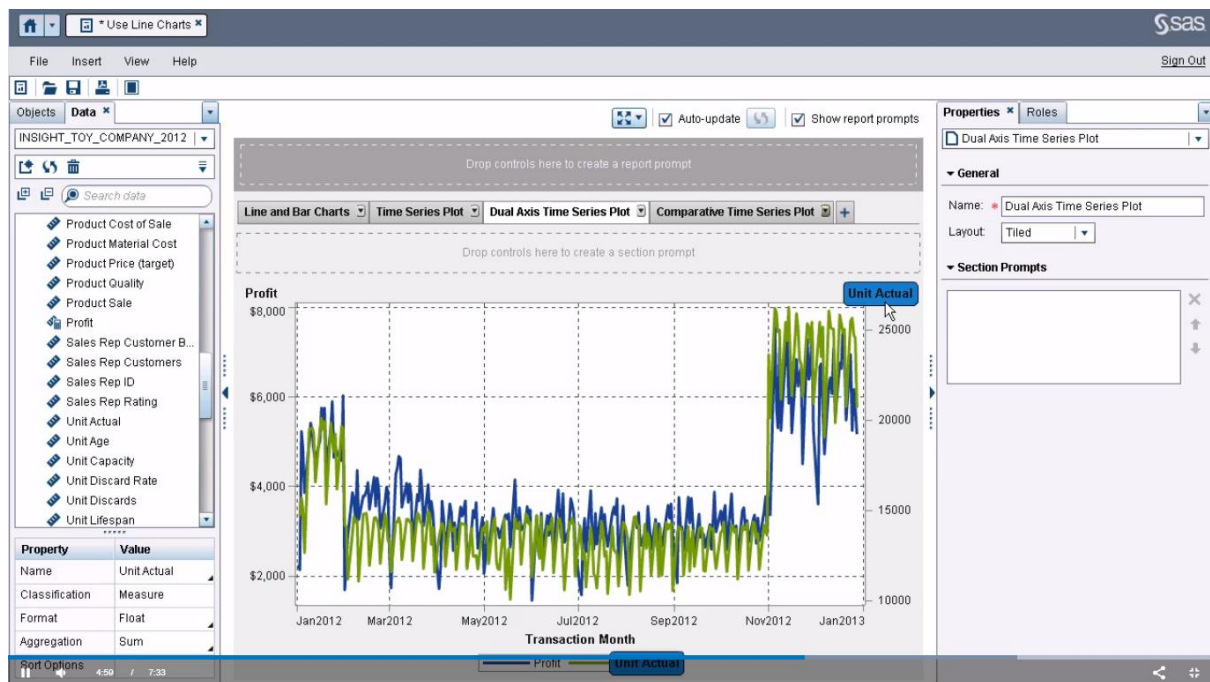 * Use Line Charts
sas
File Insert View Help
Sign Out
Objects Data
INSIGHT_TOY_COMPANY_2012
Search data
Product Cost of Sale
Product Material Cost
Product Price (target)
Product Quality
Product Sale
Profit
Sales Rep Customer B...
Sales Rep Customers
Sales Rep ID
Sales Rep Rating
Unit Actual
Unit Age
Unit Capacity
Unit Discard Rate
Unit Discards
Unit Lifespan
Property Value
Name Unit Actual
Classification Measure
Format Float
Aggregation Sum
Sort Options
4:59 / 7:33
Auto-update
Show report prompts
Drop controls here to create a report prompt
Line and Bar Charts Time Series Plot Dual Axis Time Series Plot Comparative Time Series Plot +
Drop controls here to create a section prompt
Profit Unit Actual
$8,000
$6,000
$4,000
$2,000
25000
20000
15000
10000
Jan2012 Mar2012 May2012 Jul2012 Sep2012 Nov2012 Jan2013
Transaction Month
Profit Unit Actual
Properties Roles
Dual Axis Time Series Plot
General
Name: * Dual Axis Time Series Plot
Layout: Tiled
Section Prompts